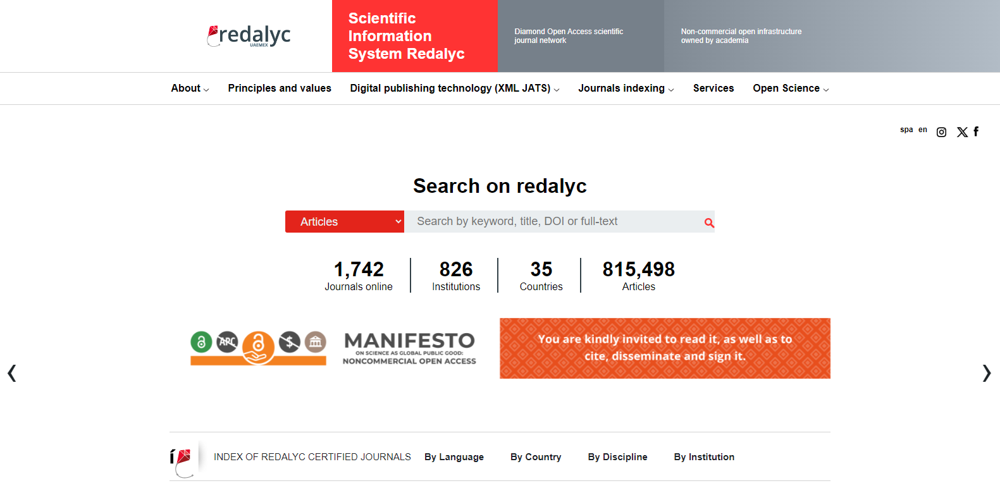 redalyc
UAEMEX
Scientific
Information
System Redalyc
Diamond Open Access scientific
journal network
Non-commercial open infrastructure
owned by academia
About
Principles and values
Digital publishing technology (XML JATS)
Journals indexing
Services
Open Science
spa en
Search on redalyc
Articles
Search by keyword, title, DOI or full-text
1,742
Journals online
826
Institutions
35
Countries
815,498
Articles
ARC
$
MANIFESTO
ON SCIENCE AS GLOBAL PUBLIC GOOD:
NONCOMMERCIAL OPEN ACCESS
You are kindly invited to read it, as well as to
cite, disseminate and sign it.
í
INDEX OF REDALYC CERTIFIED JOURNALS
By Language
By Country
By Discipline
By Institution